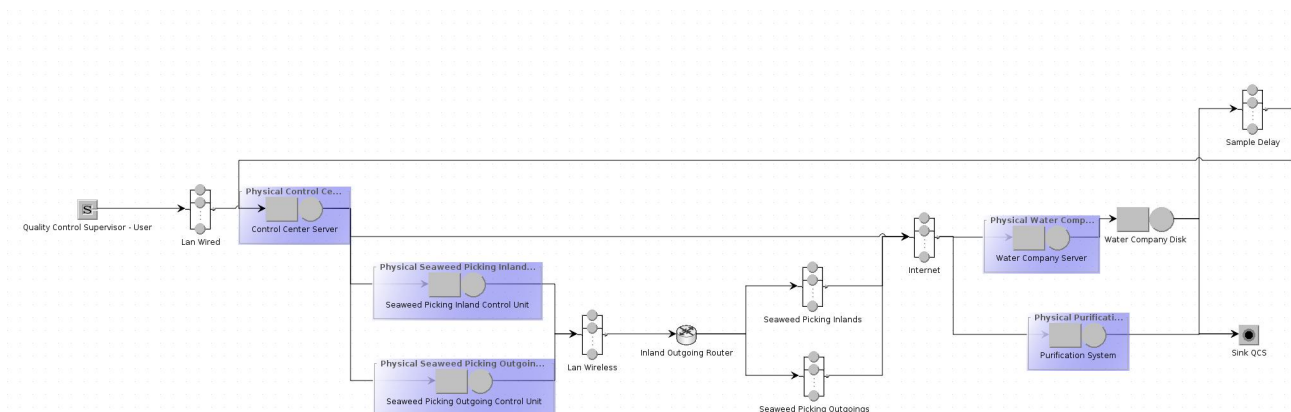 Sample Delay
Physical Control Ce...
S
Quality Control Supervisor - User
Lan Wired
Control Center Server
Physical Water Comp...
Water Company Server
Water Company Disk
Internet
Physical Seaweed Picking Inland...
Seaweed Picking Inland Control Unit
Seaweed Picking Inlands
Physical Purificati...
Purification System
Inland Outgoing Router
Sink QCS
Lan Wireless
Physical Seaweed Picking Outgoin...
Seaweed Picking Outgoing Control Unit
Seaweed Picking Outgoings